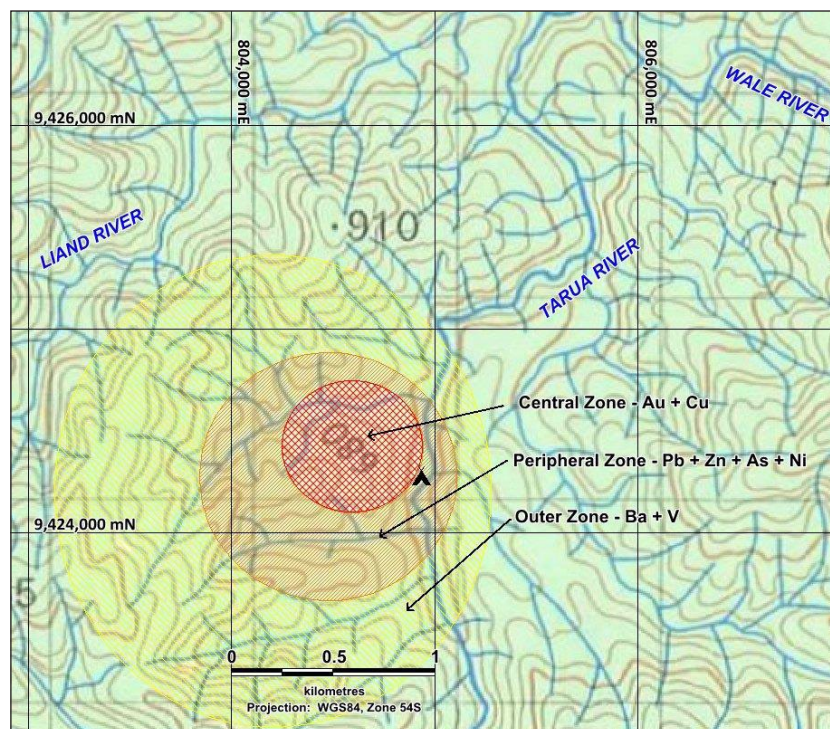 804,000 mE
806,000 mE
WALE RIVER
9,426,000 mN
910
LIAND RIVER
TARUA RIVER
Central Zone - Au + Cu
680
Peripheral Zone - Pb + Zn + As + Ni
Outer Zone - Ba + V
9,424,000 mN
5
0 0.5 1
kilometres
Projection: WGS84, Zone 54S